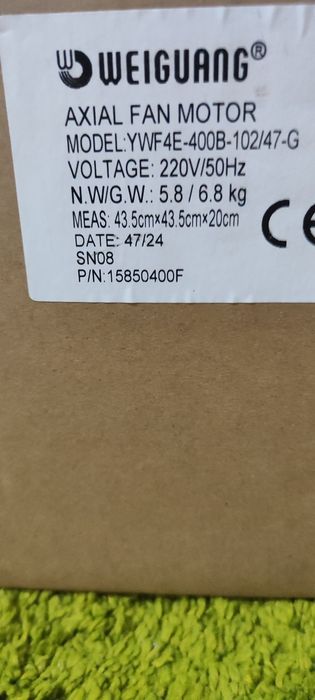 WEIGUANG®
AXIAL FAN MOTOR
MODEL:YWF4E-400B-102/47-G
VOLTAGE: 220V/50Hz
N.W/G.W.: 5.8 / 6.8 kg
MEAS: 43.5cm×43.5cm×20cm
CE
DATE: 47/24
SN08
P/N:15850400F